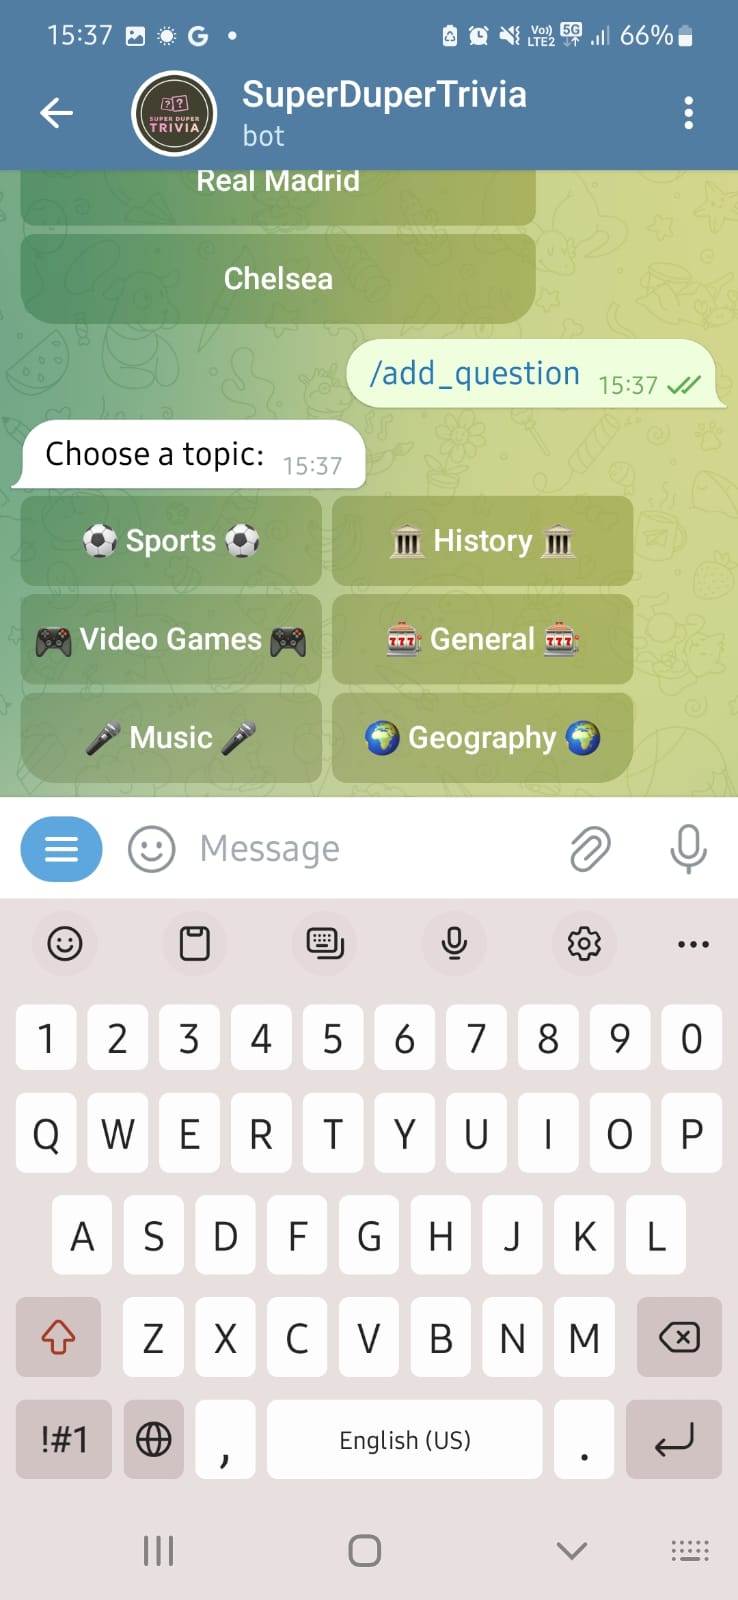 15:37 G Vo) LTE2 5G 66%
SuperDuperTrivia
bot
SUPER DUPER
TRIVIA
Real Madrid
Chelsea
/add_question 15:37
Choose a topic: 15:37
Sports History
Video Games 777 General 777
Music Geography
Message
1 2 3 4 5 6 7 8 9 0
Q W E R T Y U I O P
A S D F G H J K L
Z X C V B N M
!#1 , English (US) .